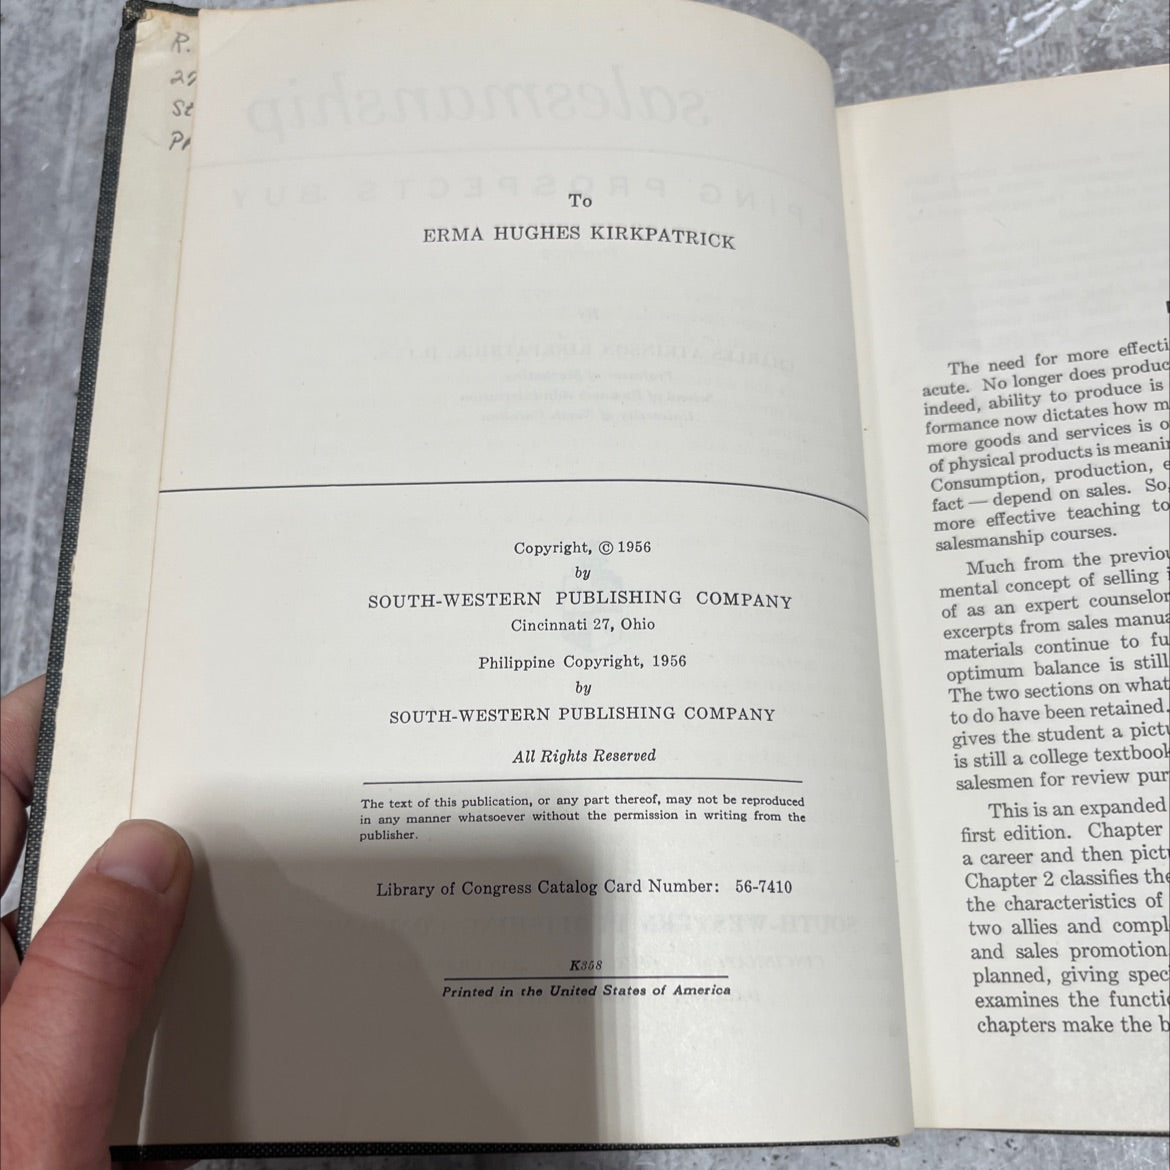 R.
29
St
Pr
To
ERMA HUGHES KIRKPATRICK
Copyright, © 1956
by
SOUTH-WESTERN PUBLISHING COMPANY
Cincinnati 27, Ohio
Philippine Copyright, 1956
by
SOUTH-WESTERN PUBLISHING COMPANY
All Rights Reserved
The text of this publication, or any part thereof, may not be reproduced
in any manner whatsoever without the permission in writing from the
publisher.
Library of Congress Catalog Card Number: 56-7410
K358
Printed in the United States of America
The need for more effecti
acute. No longer does produc
indeed, ability to produce is
formance now dictates how m
more goods and services is o
of physical products is meanin
Consumption, production, e
fact — depend on sales. So,
more effective teaching to
salesmanship courses.
Much from the previou
mental concept of selling i
of as an expert counselor
excerpts from sales manua
materials continue to fu
optimum balance is still
The two sections on what
to do have been retained.
gives the student a pictu
is still a college textbook
salesmen for review pur
This is an expanded
first edition. Chapter
a career and then pictu
Chapter 2 classifies the
the characteristics of
two allies and compl
and sales promotion
planned, giving speci
examines the functio
chapters make the b